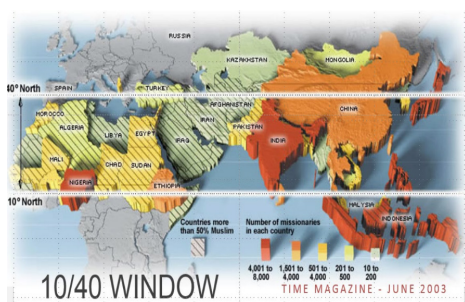 RUSSIA
KAZAKHSTAN
MONGOLIA
40° North
SPAIN
TURKEY
AFGHANISTAN
MOROCCO
ALGERIA
LIBYA
EGYPT
IRAQ
IRAN
PAKISTAN
CHINA
INDIA
MALI
CHAD
SUDAN
NIGERIA
ETHIOPIA
10° North
MALYSIA
INDONESIA
Countries more
than 50% Muslim
Number of missionaries
in each country
4,001 to 5,000
1,501 to 4,000
501 to 4,000
201 to 500
10 to 200
10/40 WINDOW
TIME MAGAZINE - JUNE 2003